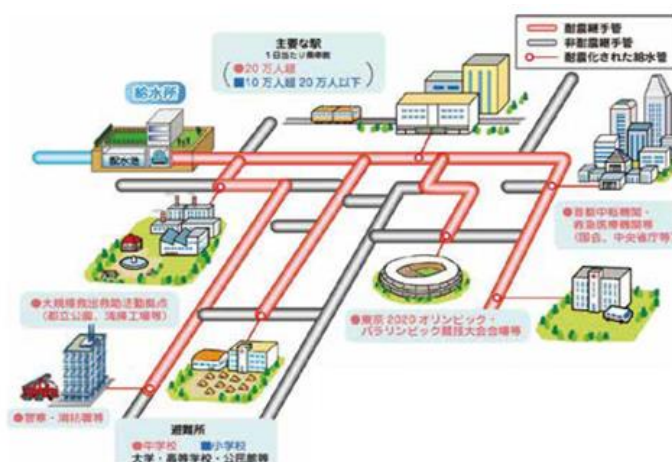 主要な駅
1日当たり乗車数
●20万人超
■10万人超20万人以下
耐震継手管
非耐震継手管
耐震化された給水管
給水所
配水池
●首都中枢機関・
救急医療機関等
(国会、中央省庁等)
●大規模救出救助活動拠点
(都立公園、清掃工場等)
●東京2020オリンピック・
パラリンピック競技大会会場等
●警察・消防署等
避難所
●中学校 ■小学校
大学・高等学校・公民館等